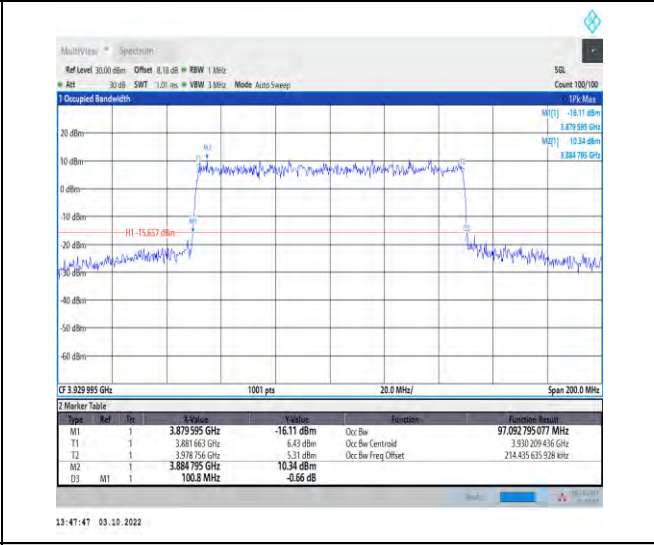 MultiView Spectrum
Ref Level 30.00 dBm Offset 8.18 dB RBW 1 MHz SGL
Att 30 dB SWT 1.01 ms VBW 3 MHz Mode Auto Sweep Count 100/100
1 Occupied Bandwidth 1Pk Max
M1[1] -16.11 dBm
3.879 595 GHz
M2[1] 10.34 dBm
3.884 795 GHz
20 dBm
M2
10 dBm
T1
T2
0 dBm
-10 dBm
M1
H1 -15.657 dBm
D3
-20 dBm
-30 dBm
-40 dBm
-50 dBm
-60 dBm
CF 3.929 995 GHz 1001 pts 20.0 MHz/ Span 200.0 MHz
2 Marker Table
Type Ref Trc X-Value Y-Value Function Function Result
M1 1 3.879 595 GHz -16.11 dBm Occ Bw 97.092 795 077 MHz
T1 1 3.881 663 GHz 6.43 dBm Occ Bw Centroid 3.930 209 436 GHz
T2 1 3.978 756 GHz 5.31 dBm Occ Bw Freq Offset 214.435 635 928 kHz
M2 1 3.884 795 GHz 10.34 dBm
D3 M1 1 100.8 MHz -0.66 dB
13:47:47 03.10.2022